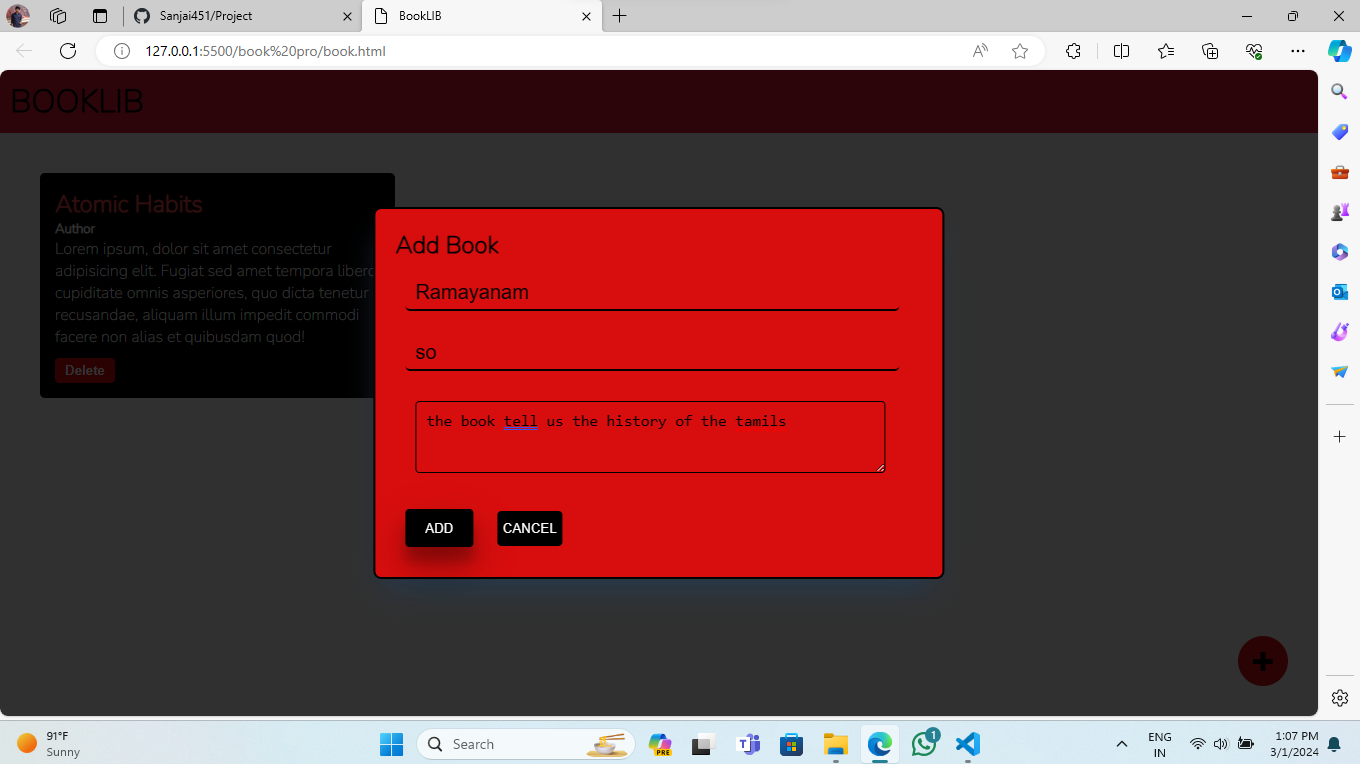 Sanjai451/Project
BookLIB
127.0.0.1:5500/book%20pro/book.html
BOOKLIB
Atomic Habits
Author
Lorem ipsum, dolor sit amet consectetur
adipisicing elit. Fugiat sed amet tempora libero
cupiditate omnis asperiores, quo dicta tenetur
recusandae, aliquam illum impedit commodi
facere non alias et quibusdam quod!
Delete
Add Book
Ramayanam
so
the book tell us the history of the tamils
ADD
CANCEL
91°F
Sunny
Search
PRE
1
ENG
IN
1:07 PM
3/1/2024